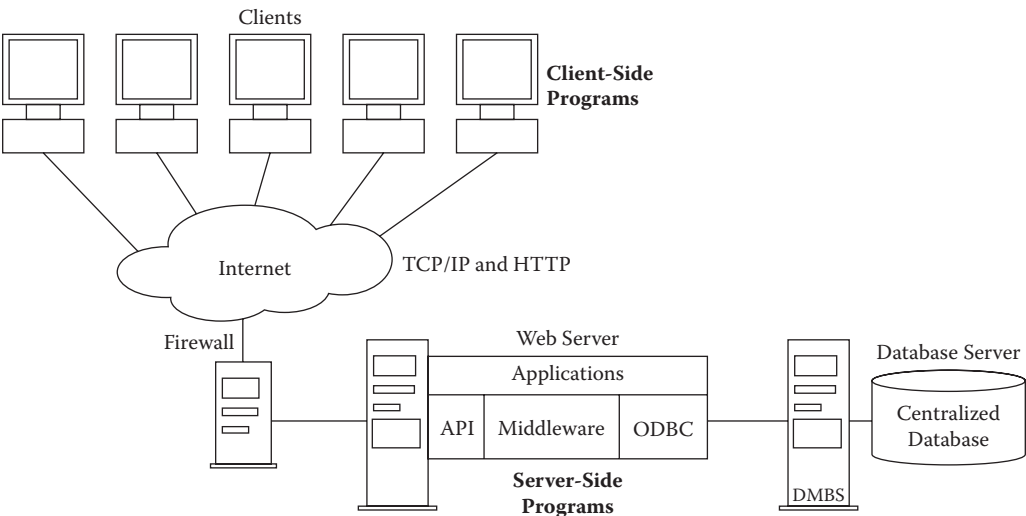 Clients
Client-Side
Programs
Internet
TCP/IP and HTTP
Firewall
Web Server
Applications
API
Middleware
ODBC
Server-Side
Programs
Database Server
Centralized
Database
DMBS